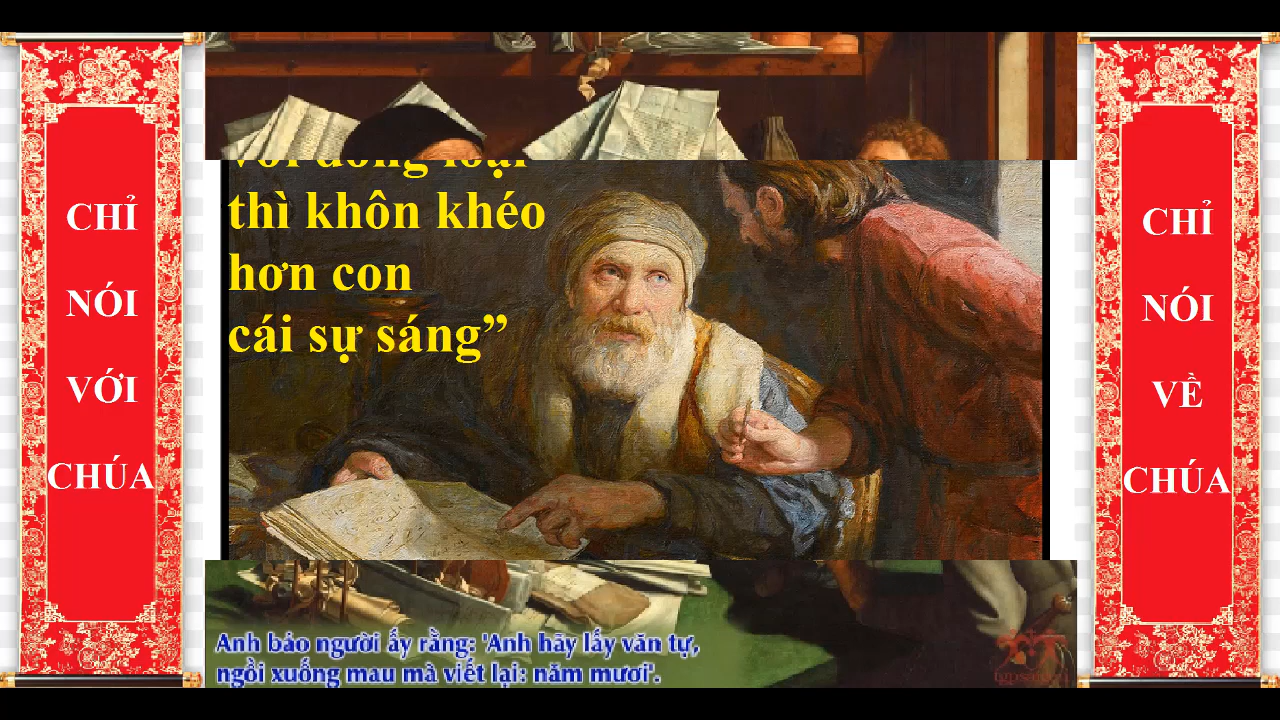 CHỈ
NÓI
VỚI
CHÚA
thì khôn khéo
hơn con
cái sự sáng”
Anh bảo người ấy rằng: 'Anh hãy lấy văn tự,
ngồi xuống mau mà viết lại: năm mươi'.
CHỈ
NÓI
VỀ
CHÚA